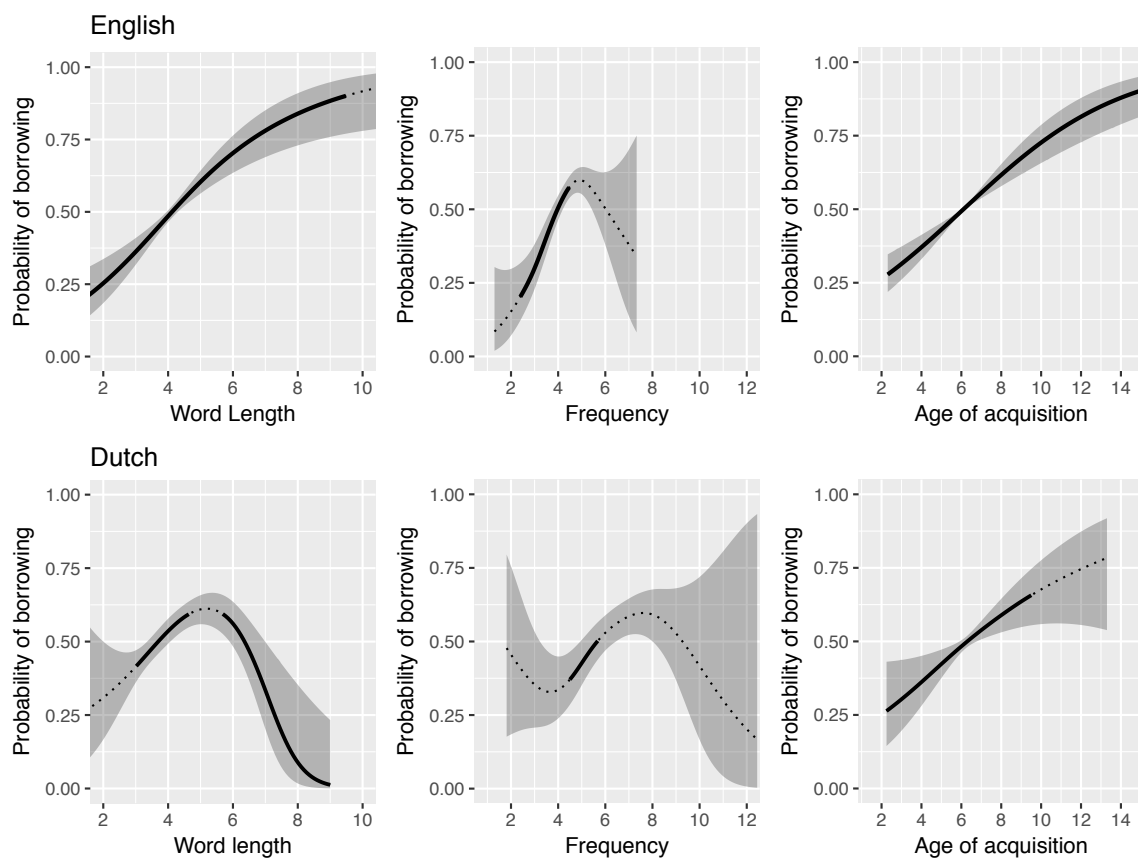 English
1.00
0.75
0.50
0.25
0.00
Probability of borrowing
2 4 6 8 10
Word Length
1.00
0.75
0.50
0.25
0.00
Probability of borrowing
2 4 6 8 10 12
Frequency
1.00
0.75
0.50
0.25
0.00
Probability of borrowing
2 4 6 8 10 12 14
Age of acquisition
Dutch
1.00
0.75
0.50
0.25
0.00
Probability of borrowing
2 4 6 8 10
Word length
1.00
0.75
0.50
0.25
0.00
Probability of borrowing
2 4 6 8 10 12
Frequency
1.00
0.75
0.50
0.25
0.00
Probability of borrowing
2 4 6 8 10 12 14
Age of acquisition